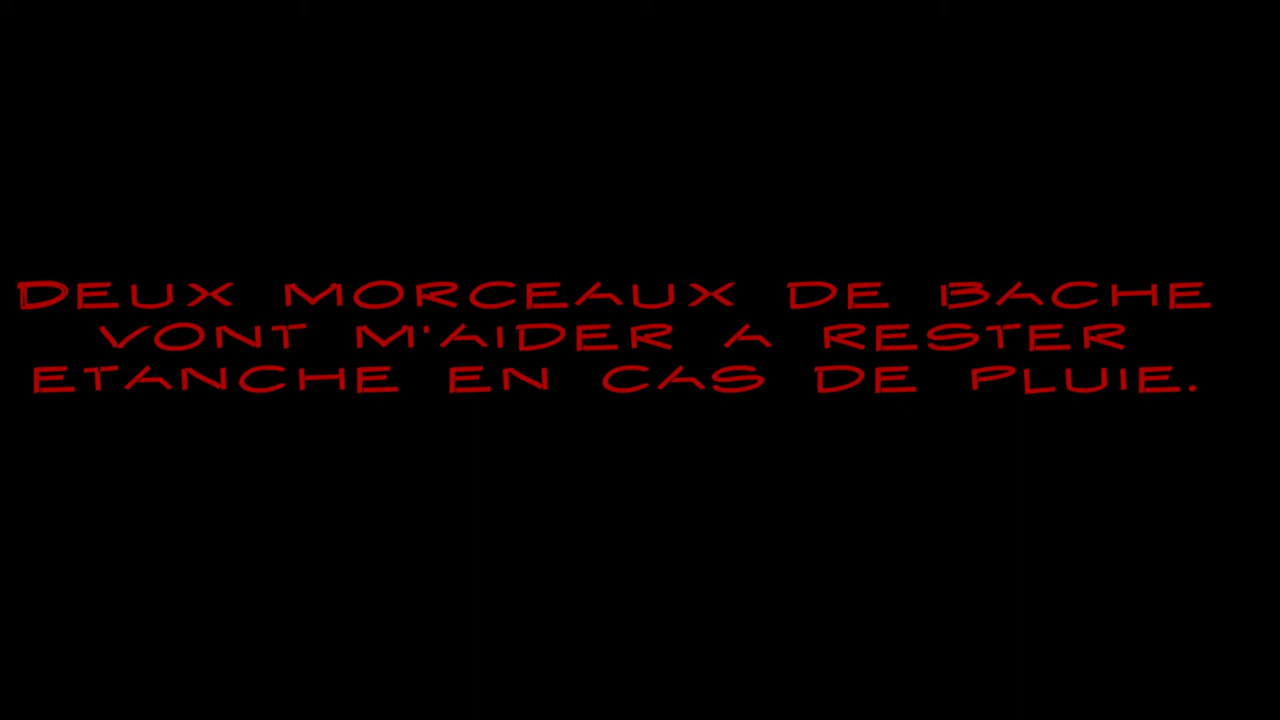 DEUX MORCEAUX DE BACHE
VONT M'AIDER A RESTER
ETANCHE EN CAS DE PLUIE.